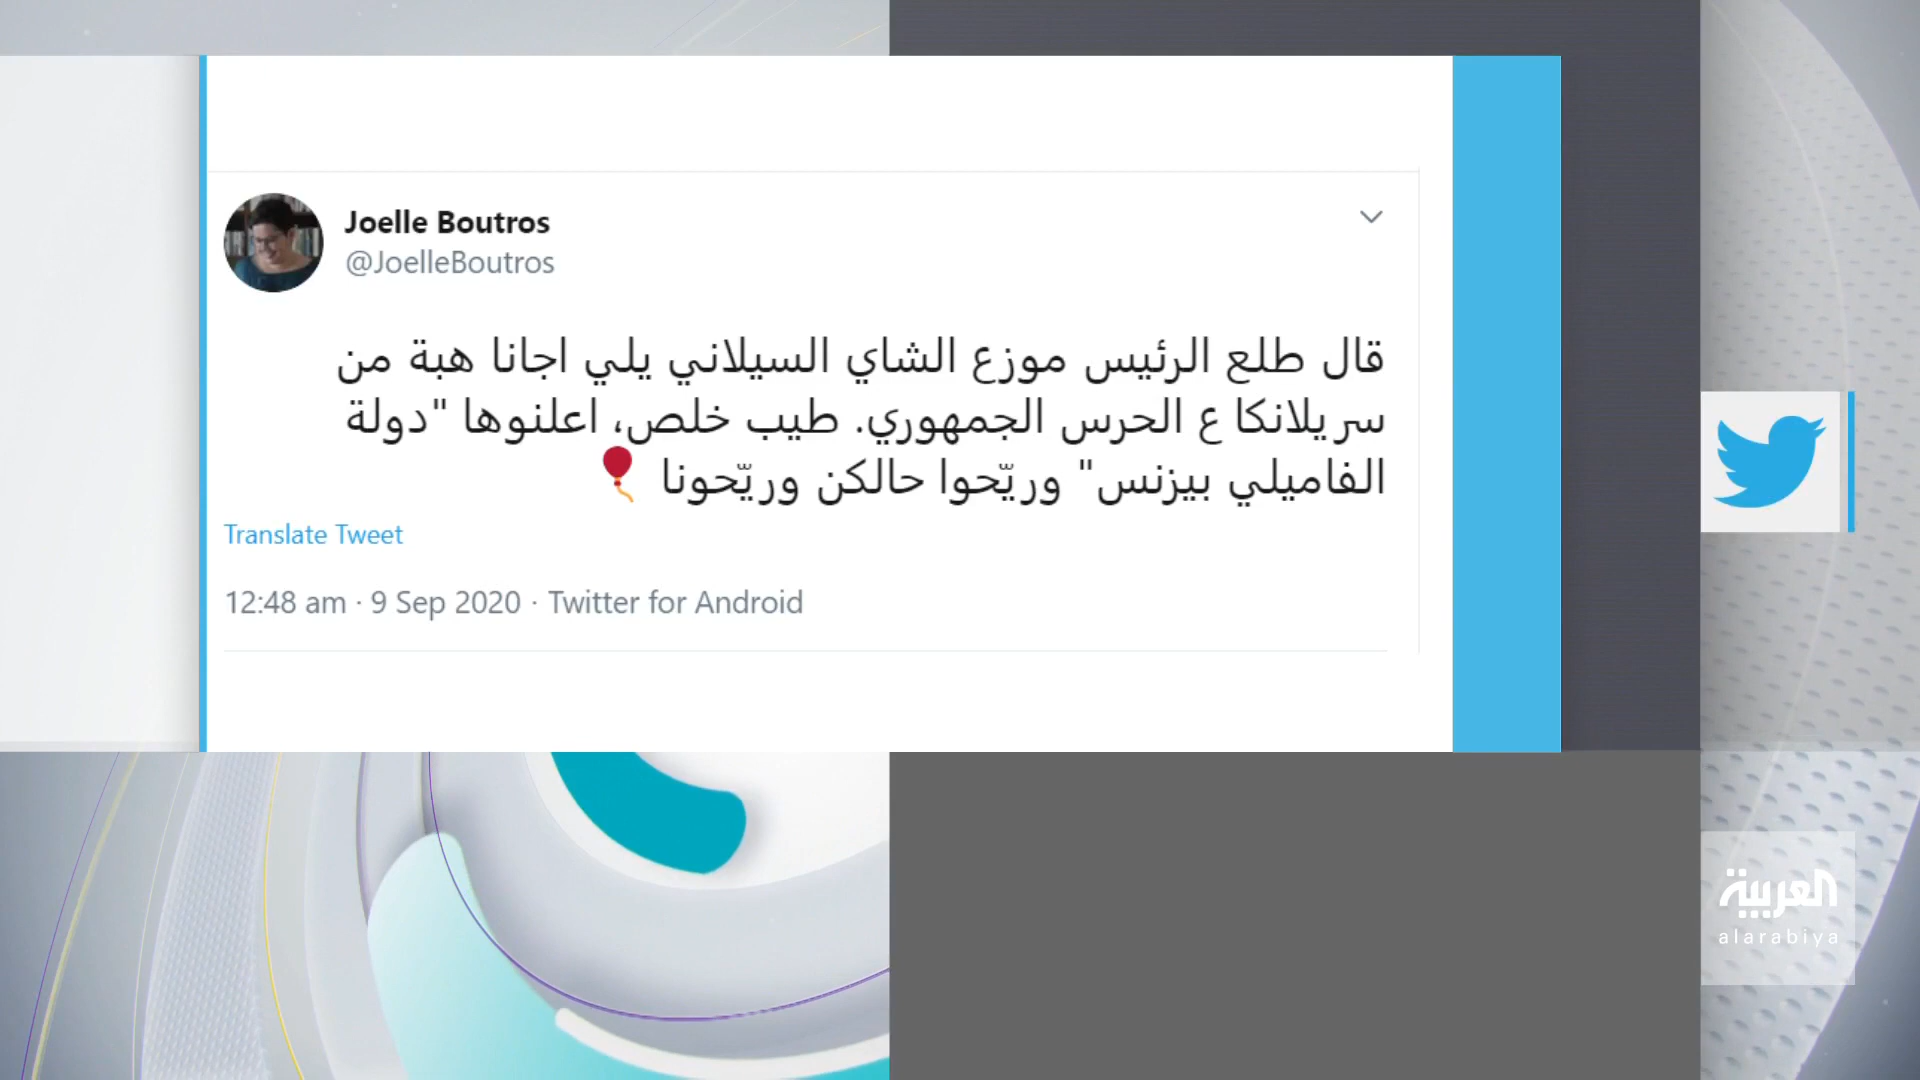 Joelle Boutros
@JoelleBoutros
قال طلع الرئيس موزع الشاي السيلاني يلي اجانا هبة من
سريلانكا ع الحرس الجمهوري. طيب خلص، اعلنوها "دولة
الفاميلي بيزنس" وريّحوا حالكن وريّحونا 🎈
Translate Tweet
12:48 am · 9 Sep 2020 · Twitter for Android
العربية
alarabiya